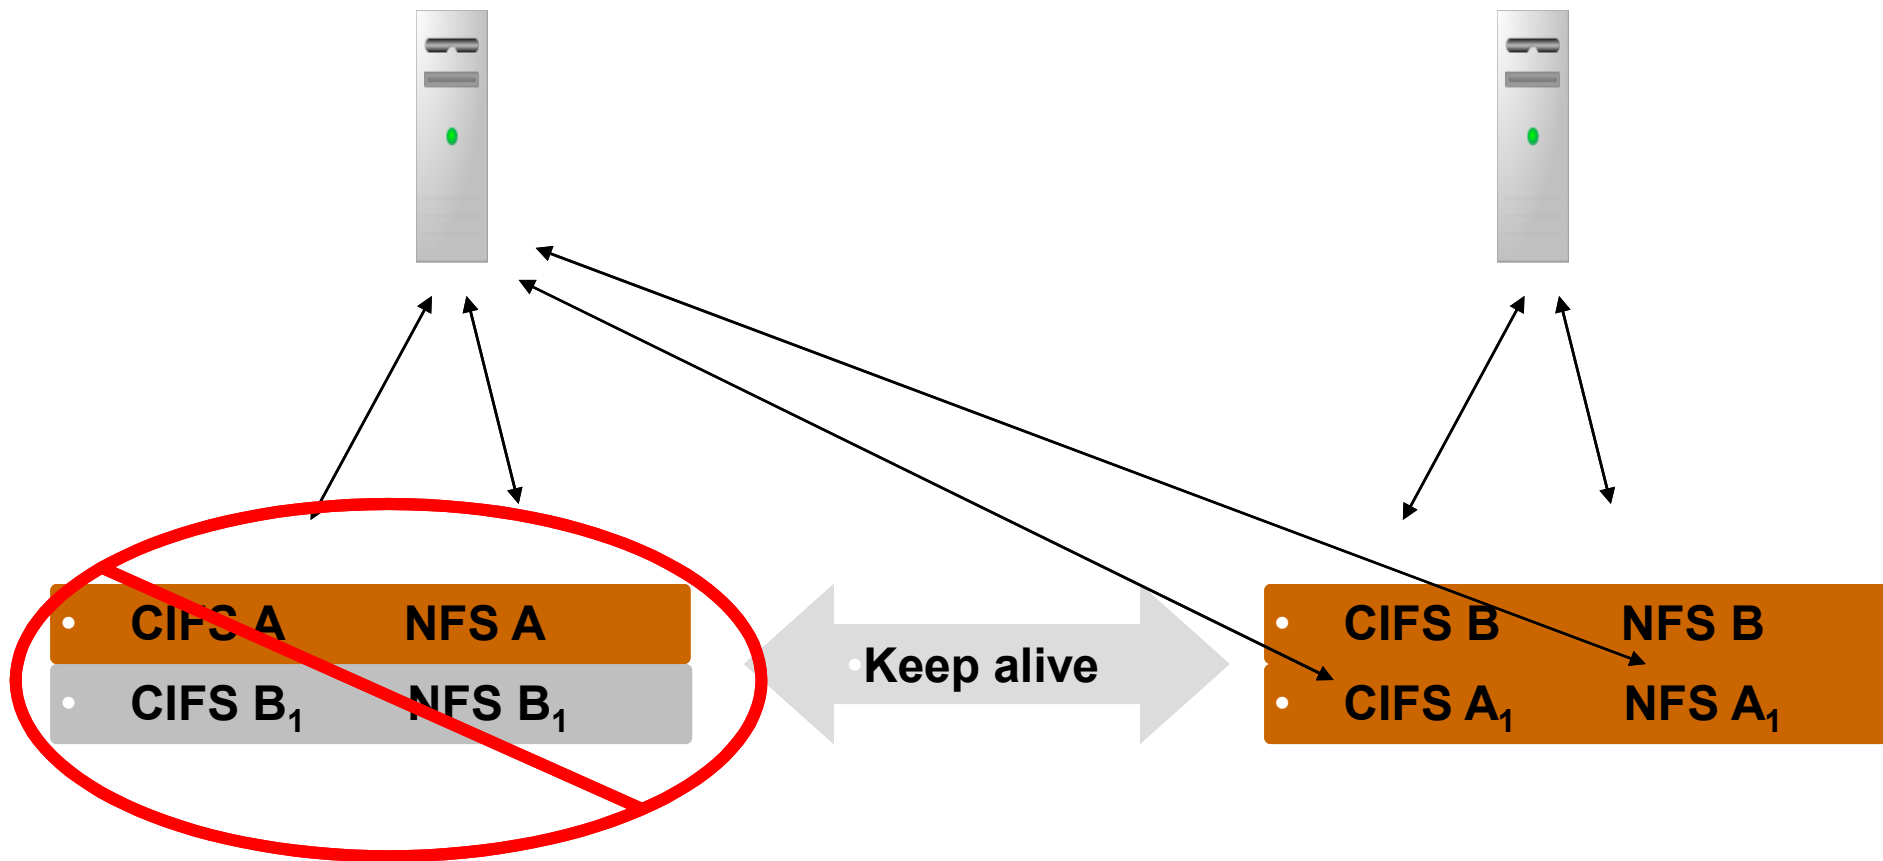 CIFS A NFS A
CIFS B₁ NFS B₁
Keep alive
CIFS B NFS B
CIFS A₁ NFS A₁